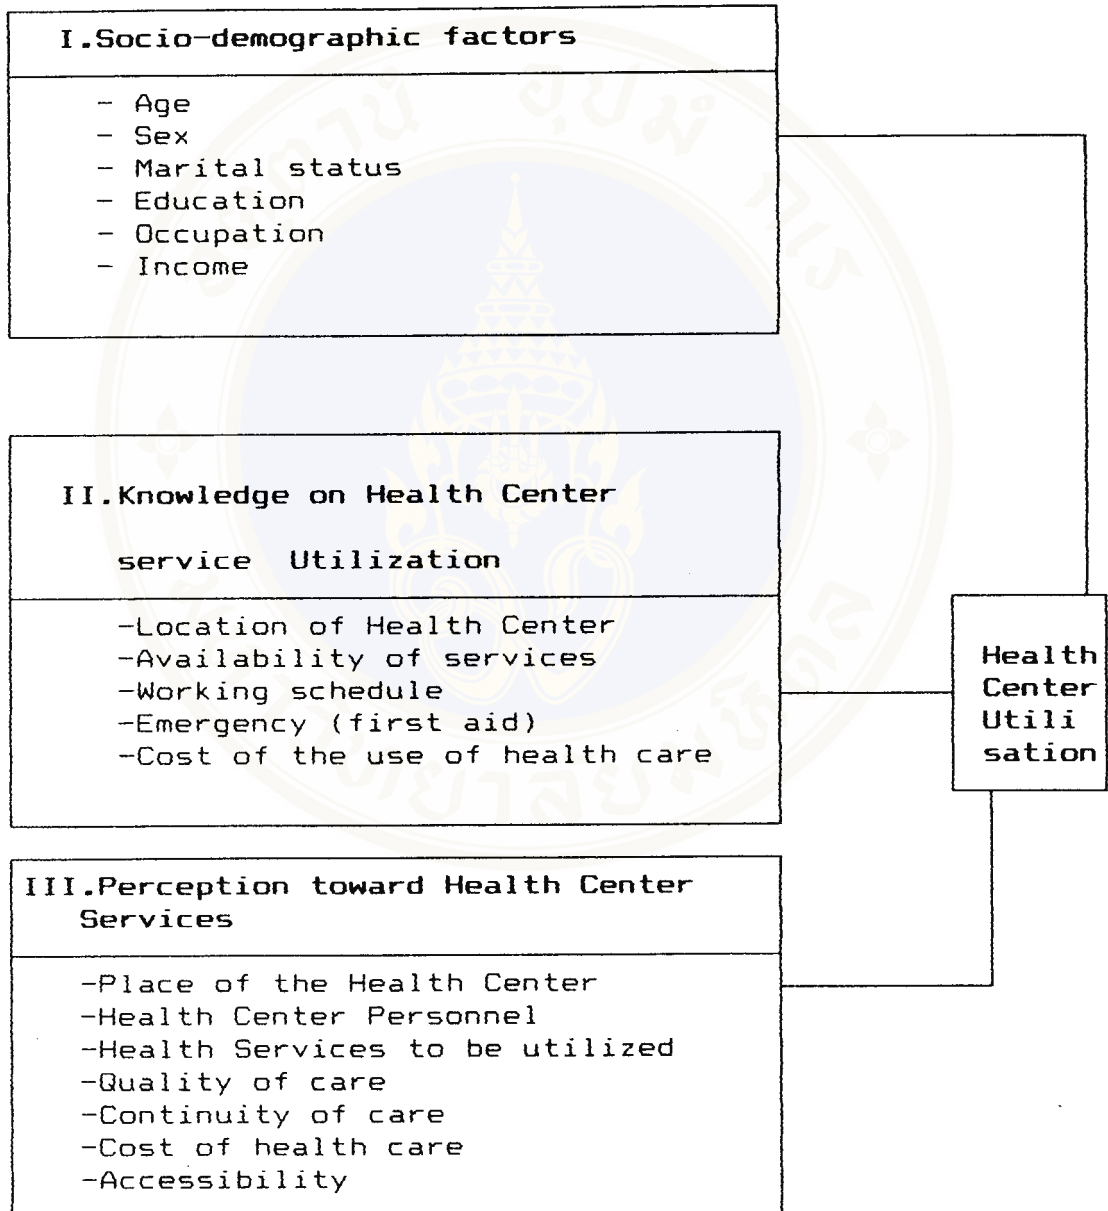 I.Socio-demographic factors
- Age
- Sex
- Marital status
- Education
- Occupation
- Income
II.Knowledge on Health Center
service Utilization
-Location of Health Center
-Availability of services
-Working schedule
-Emergency (first aid)
-Cost of the use of health care
Health
Center
Utili
sation
III.Perception toward Health Center
Services
-Place of the Health Center
-Health Center Personnel
-Health Services to be utilized
-Quality of care
-Continuity of care
-Cost of health care
-Accessibility